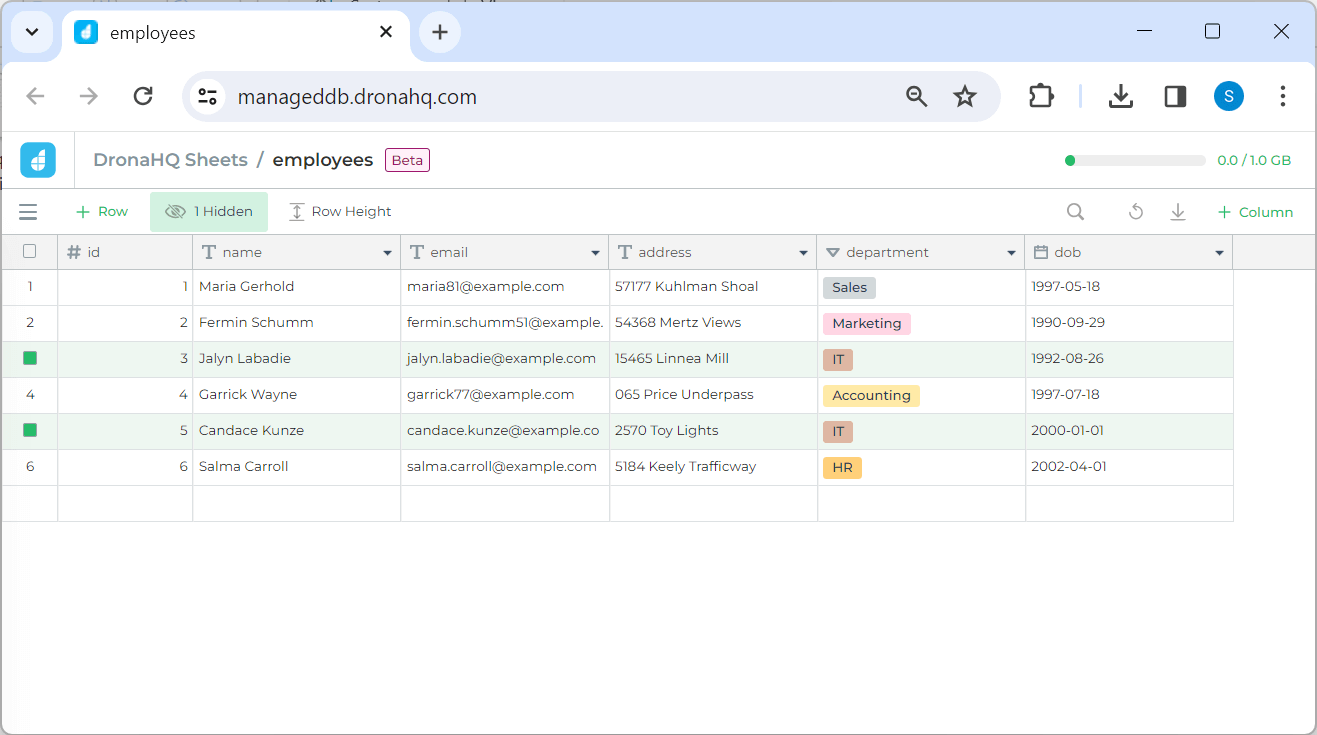 employees
manageddb.dronahq.com
S
DronaHQ Sheets / employees Beta 0.0 / 1.0 GB
+ Row 1 Hidden Row Height + Column
# id T name T email T address department dob
1 1 Maria Gerhold maria81@example.com 57177 Kuhlman Shoal Sales 1997-05-18
2 2 Fermin Schumm fermin.schumm51@example. 54368 Mertz Views Marketing 1990-09-29
3 Jalyn Labadie jalyn.labadie@example.com 15465 Linnea Mill IT 1992-08-26
4 4 Garrick Wayne garrick77@example.com 065 Price Underpass Accounting 1997-07-18
5 Candace Kunze candace.kunze@example.co 2570 Toy Lights IT 2000-01-01
6 6 Salma Carroll salma.carroll@example.com 5184 Keely Trafficway HR 2002-04-01